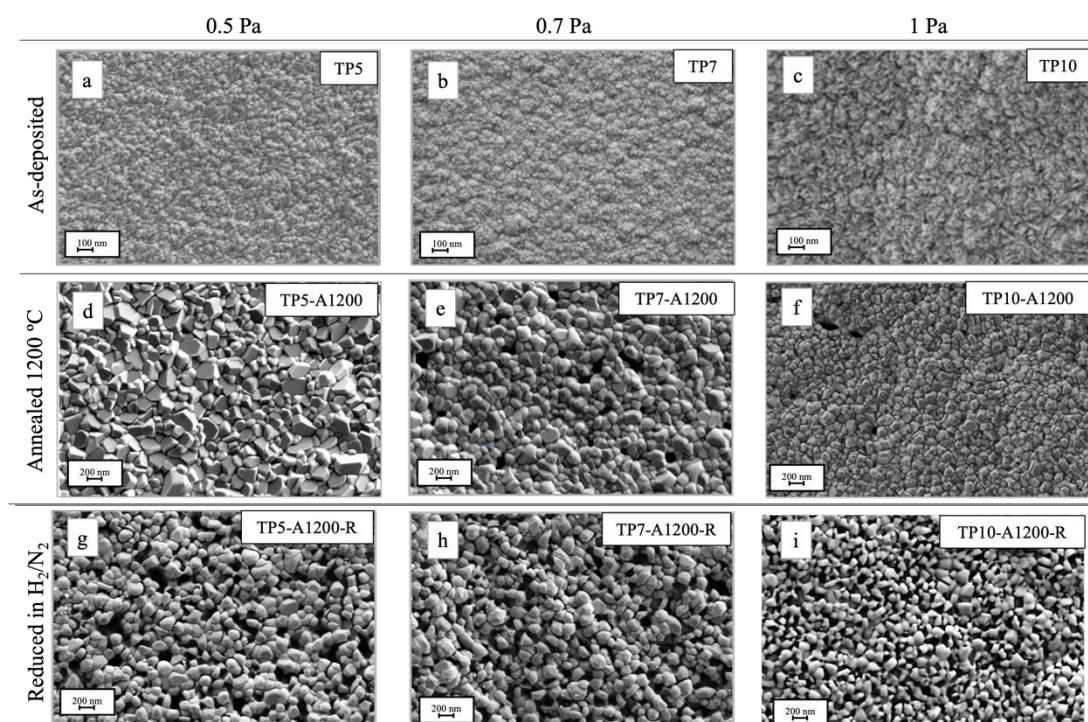 0.5 Pa 0.7 Pa 1 Pa
As-deposited
a TP5 b TP7 c TP10
100 nm 100 nm 100 nm
Annealed 1200 ºC
d TP5-A1200 e TP7-A1200 f TP10-A1200
200 nm 200 nm 200 nm
Reduced in H₂/N₂
g TP5-A1200-R h TP7-A1200-R i TP10-A1200-R
200 nm 200 nm 200 nm